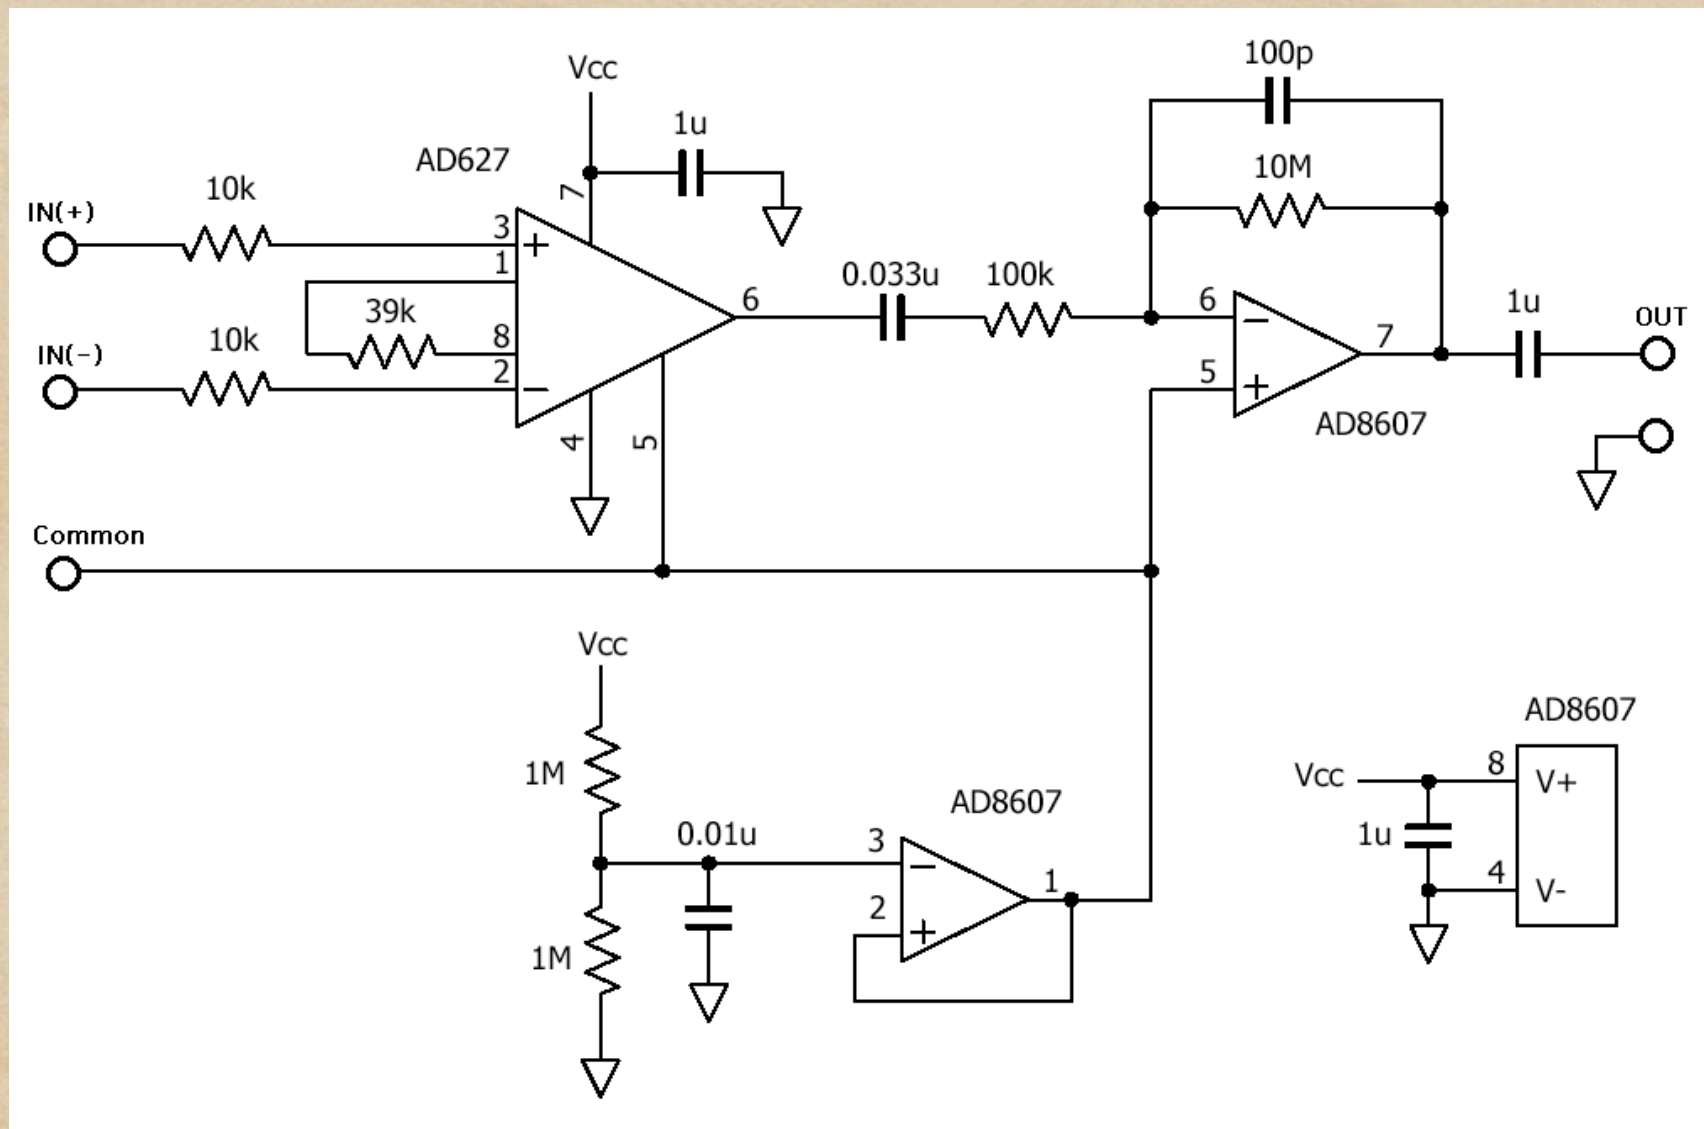 100p
Vcc
1u
AD627
7
10M
10k
IN(+)
3
+
1
0.033u
100k
6
6
−
1u
OUT
39k
10k
8
7
IN(-)
2
−
5
+
AD8607
4
5
Common
Vcc
AD8607
1M
Vcc
8
V+
AD8607
0.01u
3
−
1u
1
4
V-
2
+
1M